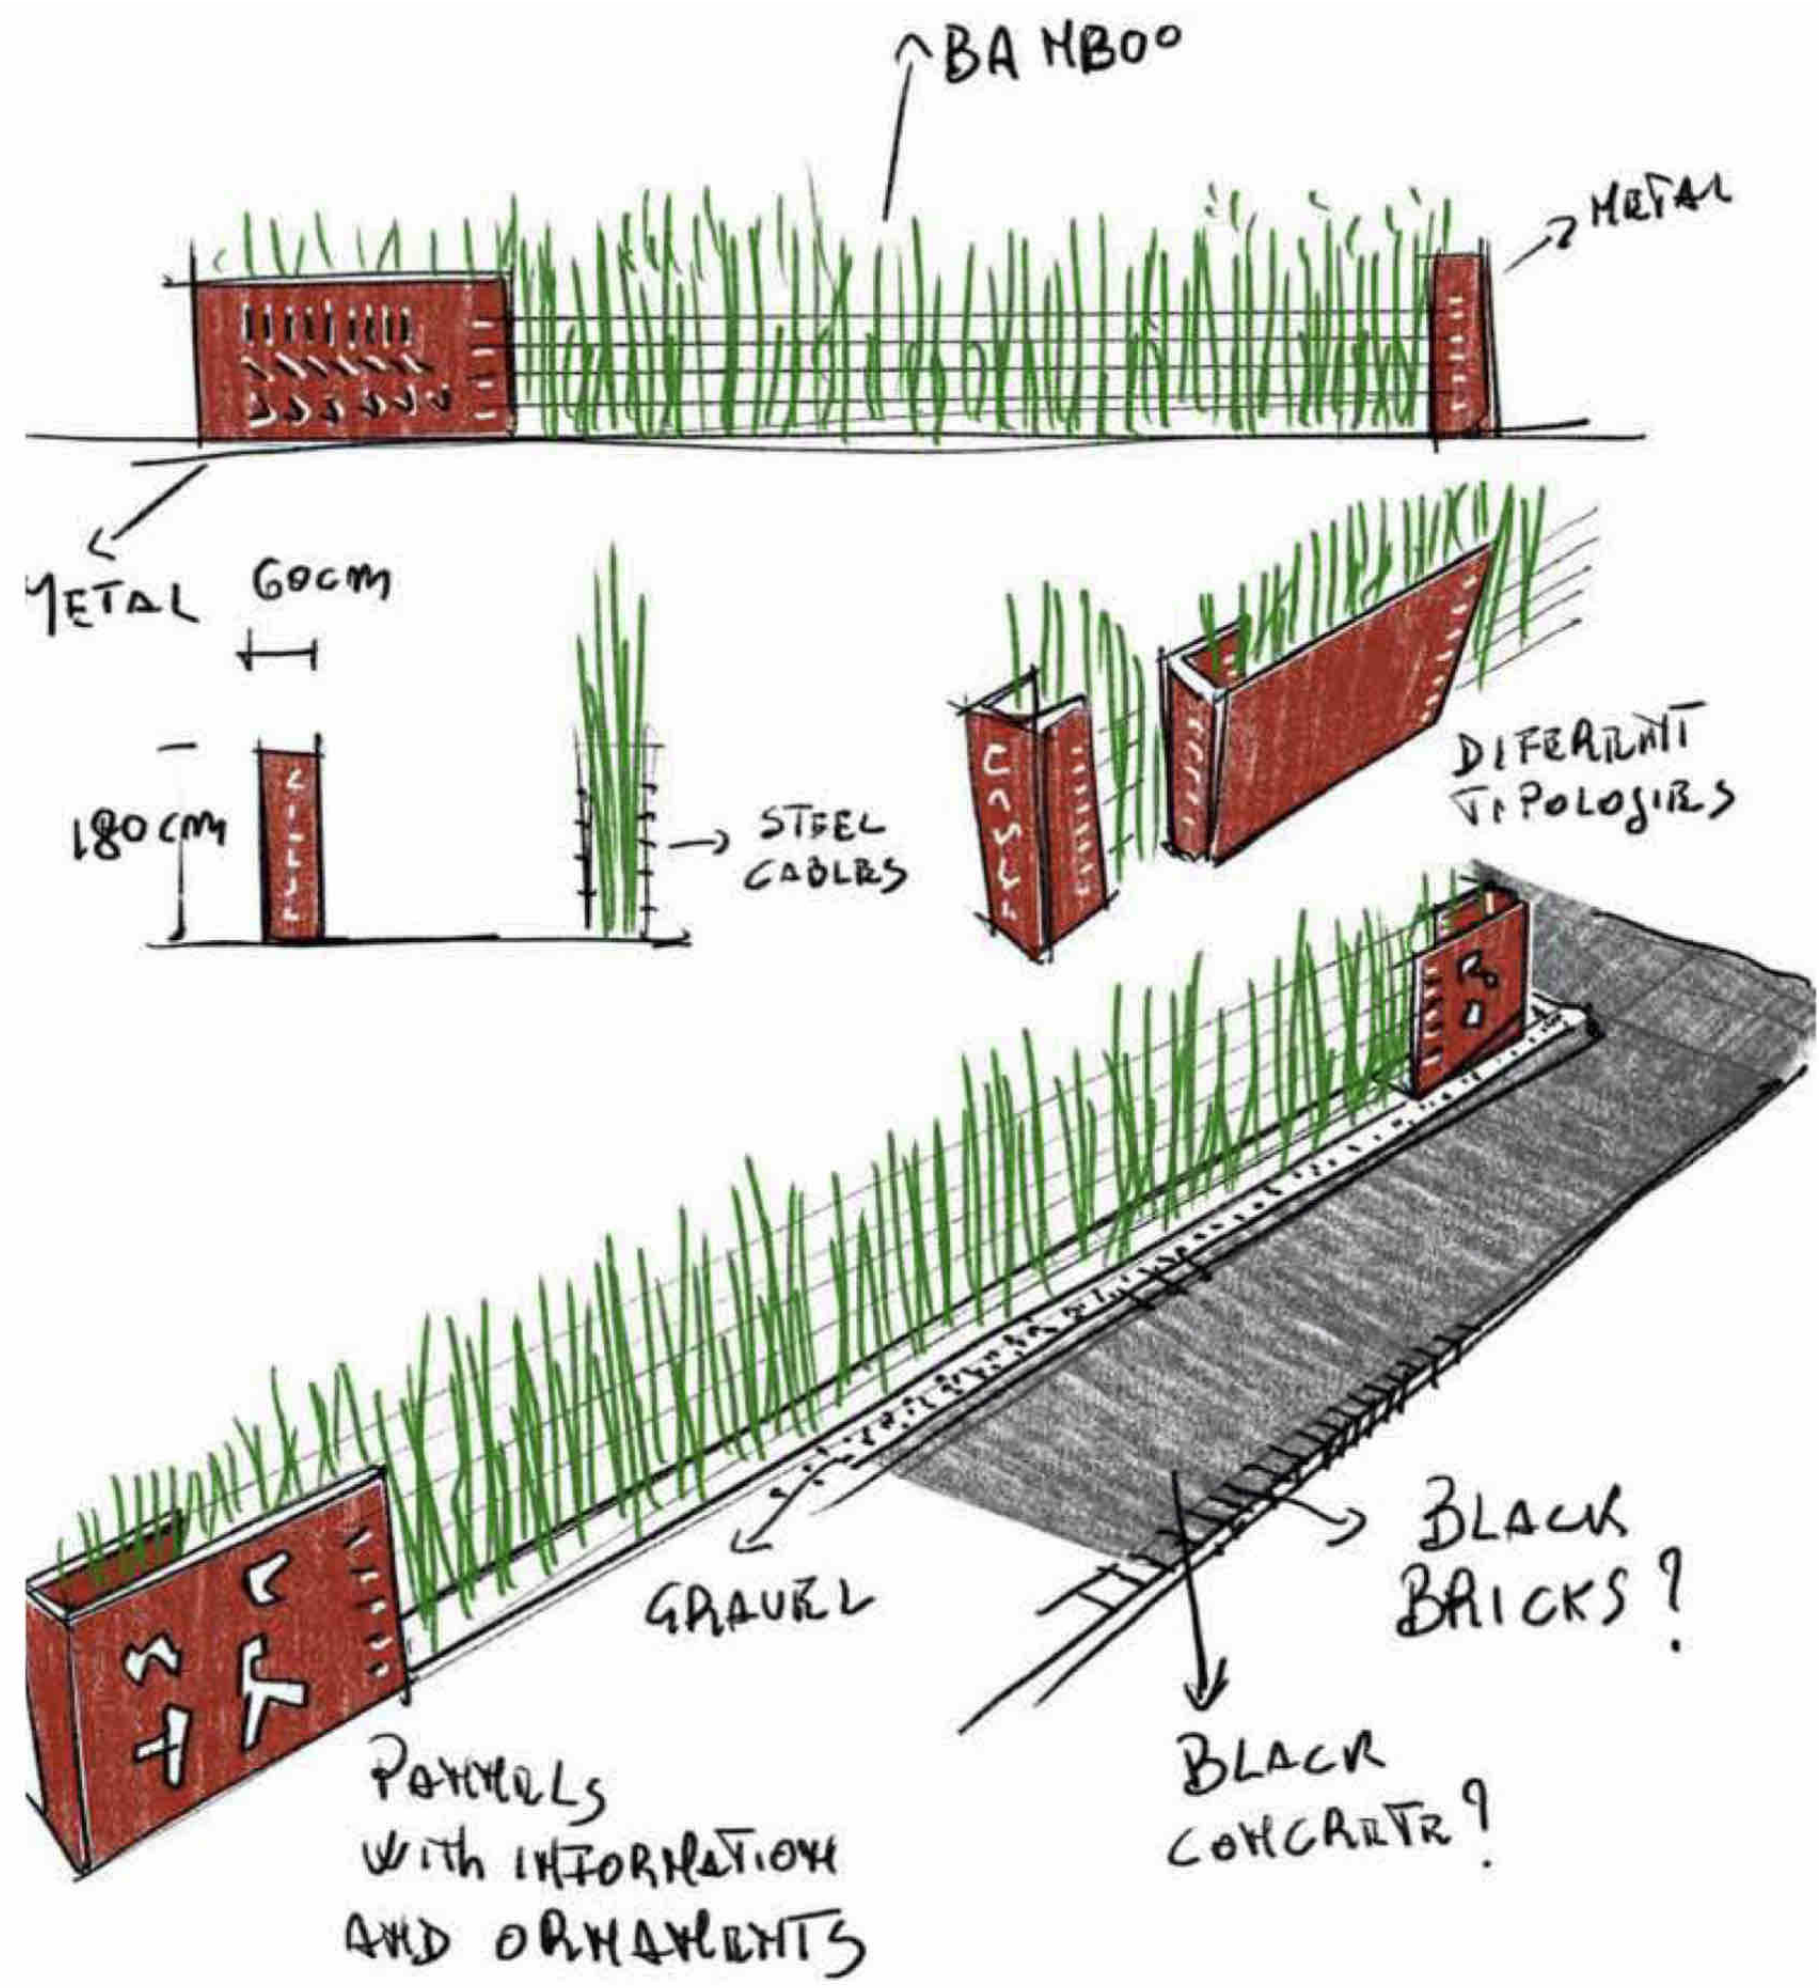 BAMBOO
METAL
METAL
60cm
180cm
STEEL
CABLES
DIFERENT
TIPOLOGIES
GRAVEL
BLACK
BRICKS?
BLACK
CONCRETE?
PANNELS
WITH INFORMATION
AND ORNAMENTS